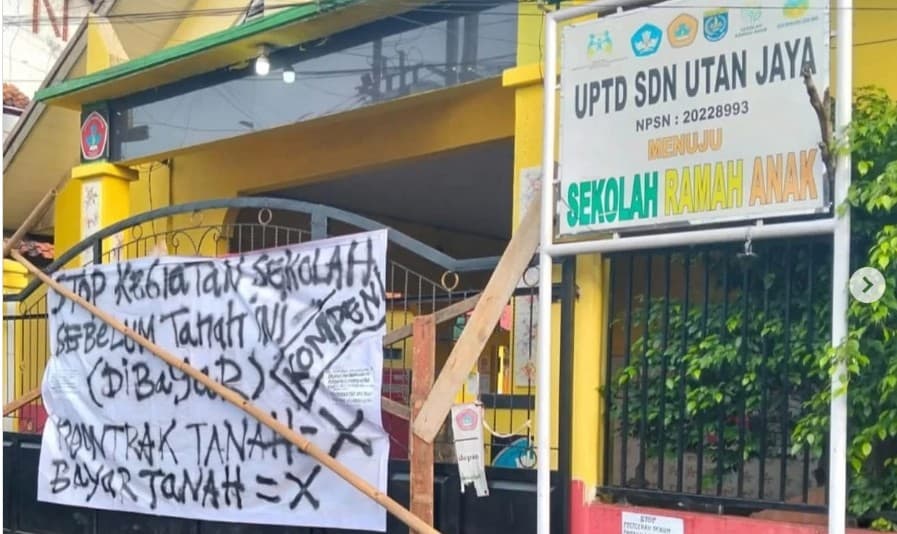 UPTD SDN UTAN JAYA
NPSN : 20228993
MENUJU
SEKOLAH RAMAH ANAK
STOP KEGIATAN SEKOLAH
SEBELUM TANAH INI
(DIBAYAR)
KOMPEN
KONTRAK TANAH = X
BAYAR TANAH = X
STOP